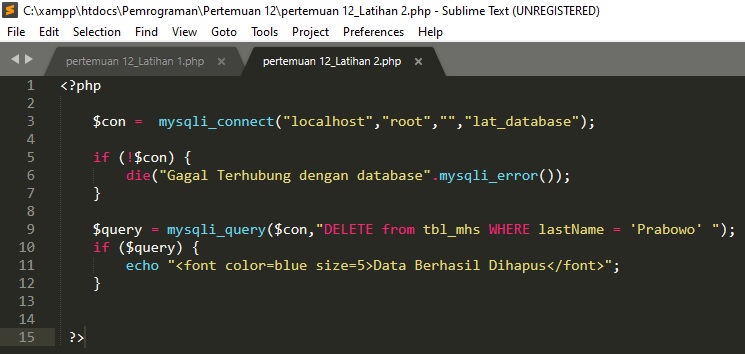 C:\xampp\htdocs\Pemrograman\Pertemuan 12\pertemuan 12_Latihan 2.php - Sublime Text (UNREGISTERED)
File Edit Selection Find View Goto Tools Project Preferences Help
pertemuan 12_Latihan 1.php × pertemuan 12_Latihan 2.php ×
1 <?php
2
3 $con =  mysqli_connect("localhost","root","","lat_database");
4
5 if (!$con) {
6 die("Gagal Terhubung dengan database".mysqli_error());
7 }
8
9 $query = mysqli_query($con,"DELETE from tbl_mhs WHERE lastName = 'Prabowo' ");
10 if ($query) {
11 echo "<font color=blue size=5>Data Berhasil Dihapus</font>";
12 }
13
14
15 ?>